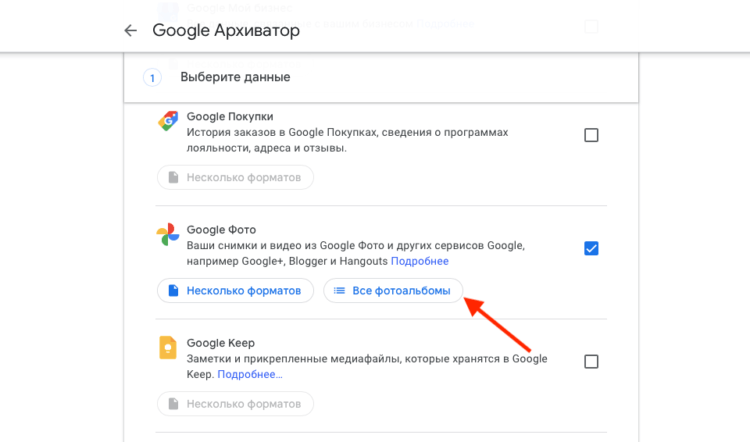 Google Архиватор
1 Выберите данные
Google Покупки
История заказов в Google Покупках, сведения о программах
лояльности, адреса и отзывы.
Несколько форматов
Google Фото
Ваши снимки и видео из Google Фото и других сервисов Google,
например Google+, Blogger и Hangouts Подробнее
Несколько форматов Все фотоальбомы
Google Keep
Заметки и прикрепленные медиафайлы, которые хранятся в Google
Keep. Подробнее…
Несколько форматов